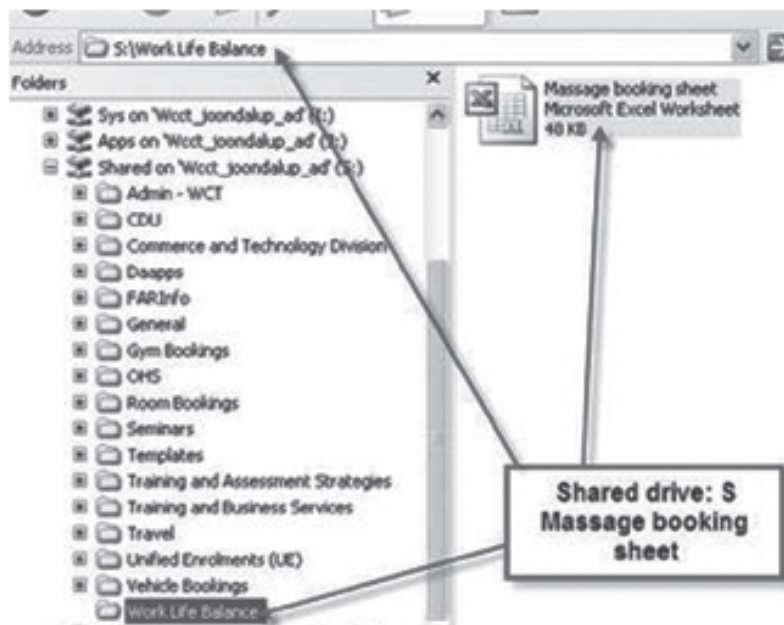 Address S:\Work Life Balance
Folders
Massage booking sheet
Microsoft Excel Worksheet
40 KB
Sys on 'Wcct_joondalup_ad' (I:)
Apps on 'Wcct_joondalup_ad' (J:)
Shared on 'Wcct_joondalup_ad' (S:)
Admin - WCT
CDU
Commerce and Technology Division
Daapps
FARInfo
General
Gym Bookings
OHS
Room Bookings
Seminars
Templates
Training and Assessment Strategies
Training and Business Services
Travel
Unified Enrolments (UE)
Vehicle Bookings
Work Life Balance
Shared drive: S
Massage booking
sheet